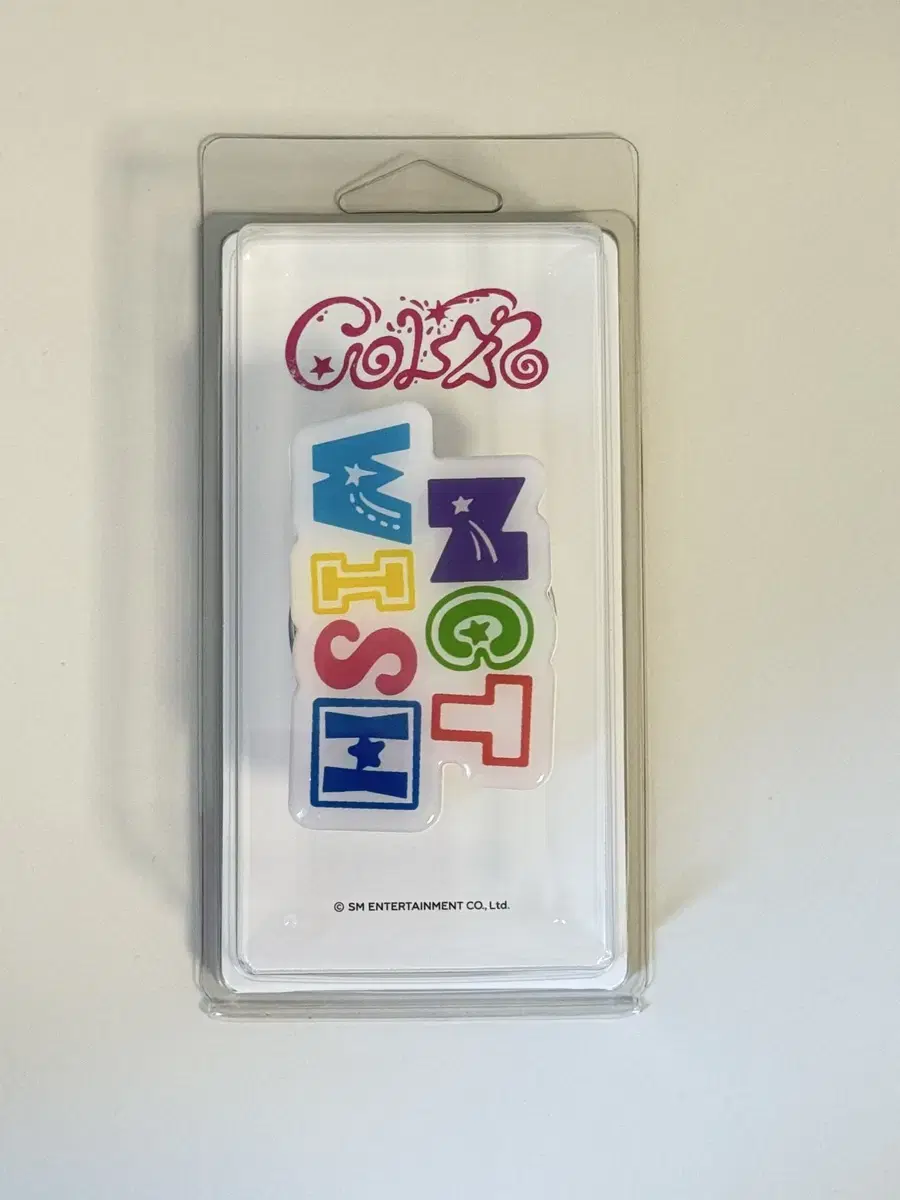 COLOR
NCT
WISH
© SM ENTERTAINMENT CO., Ltd.